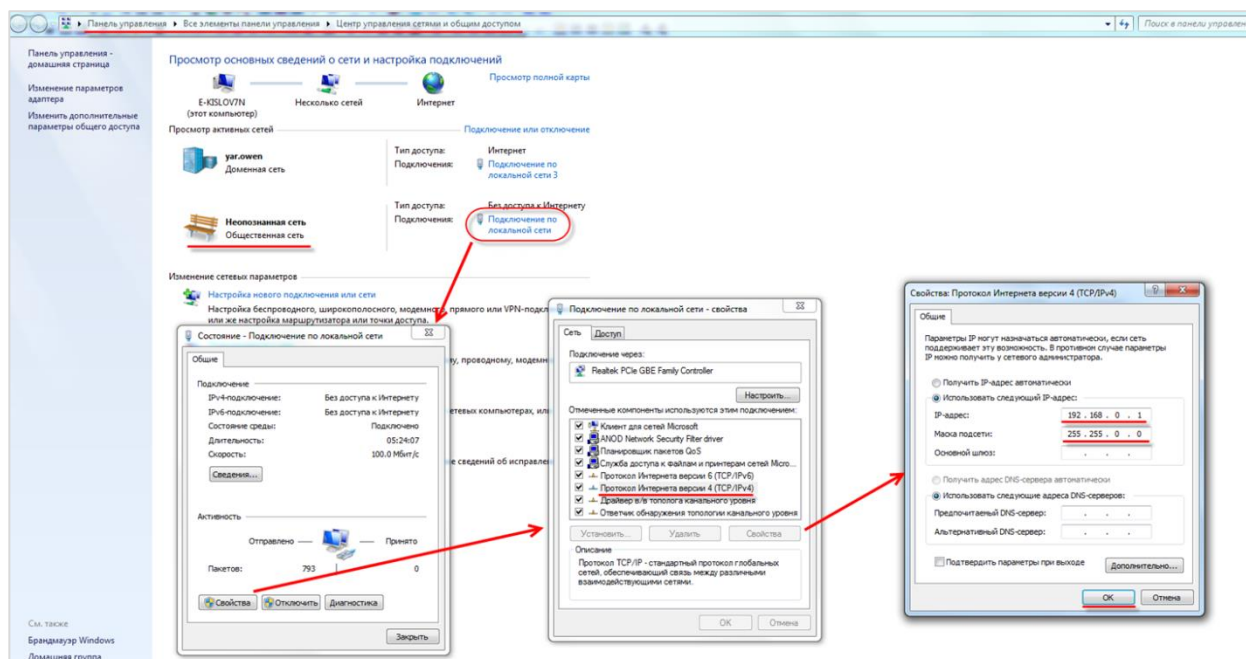 Панель управления ▸ Все элементы панели управления ▸ Центр управления сетями и общим доступом
Поиск в панели управлен
Панель управления -
домашняя страница
Изменение параметров
адаптера
Изменить дополнительные
параметры общего доступа
См. также
Брандмауэр Windows
Домашняя группа
Просмотр основных сведений о сети и настройка подключений
Просмотр полной карты
E-KISLOV7N
(этот компьютер)
Несколько сетей
Интернет
Просмотр активных сетей
Подключение или отключение
yar.owen
Доменная сеть
Тип доступа: Интернет
Подключения: Подключение по
локальной сети 3
Неопознанная сеть
Общественная сеть
Тип доступа: Без доступа к Интернету
Подключения: Подключение по
локальной сети
Изменение сетевых параметров
Настройка нового подключения или сети
Настройка беспроводного, широкополосного, модемного, прямого или VPN-подкл
или же настройка маршрутизатора или точки доступа.
му, проводному, модемн
етевых компьютерах, ил
е сведений об исправле
Состояние - Подключение по локальной сети
Общие
Подключение
IPv4-подключение: Без доступа к Интернету
IPv6-подключение: Без доступа к Интернету
Состояние среды: Подключено
Длительность: 05:24:07
Скорость: 100.0 Мбит/с
Сведения...
Активность
Отправлено — Принято
Пакетов: 793 | 0
Свойства Отключить Диагностика
Закрыть
Подключение по локальной сети - свойства
Сеть Доступ
Подключение через:
Realtek PCIe GBE Family Controller
Настроить...
Отмеченные компоненты используются этим подключением:
Клиент для сетей Microsoft
ANOD Network Security Filter driver
Планировщик пакетов QoS
Служба доступа к файлам и принтерам сетей Micro...
Протокол Интернета версии 6 (TCP/IPv6)
Протокол Интернета версии 4 (TCP/IPv4)
Драйвер в/в тополога канального уровня
Ответчик обнаружения топологии канального уровня
Установить... Удалить Свойства
Описание
Протокол TCP/IP - стандартный протокол глобальных
сетей, обеспечивающий связь между различными
взаимодействующими сетями.
OK Отмена
Свойства: Протокол Интернета версии 4 (TCP/IPv4)
Общие
Параметры IP могут назначаться автоматически, если сеть
поддерживает эту возможность. В противном случае параметры
IP можно получить у сетевого администратора.
Получить IP-адрес автоматически
Использовать следующий IP-адрес:
IP-адрес: 192 . 168 . 0 . 1
Маска подсети: 255 . 255 . 0 . 0
Основной шлюз: . . .
Получить адрес DNS-сервера автоматически
Использовать следующие адреса DNS-серверов:
Предпочитаемый DNS-сервер: . . .
Альтернативный DNS-сервер: . . .
Подтвердить параметры при выходе
Дополнительно...
OK Отмена